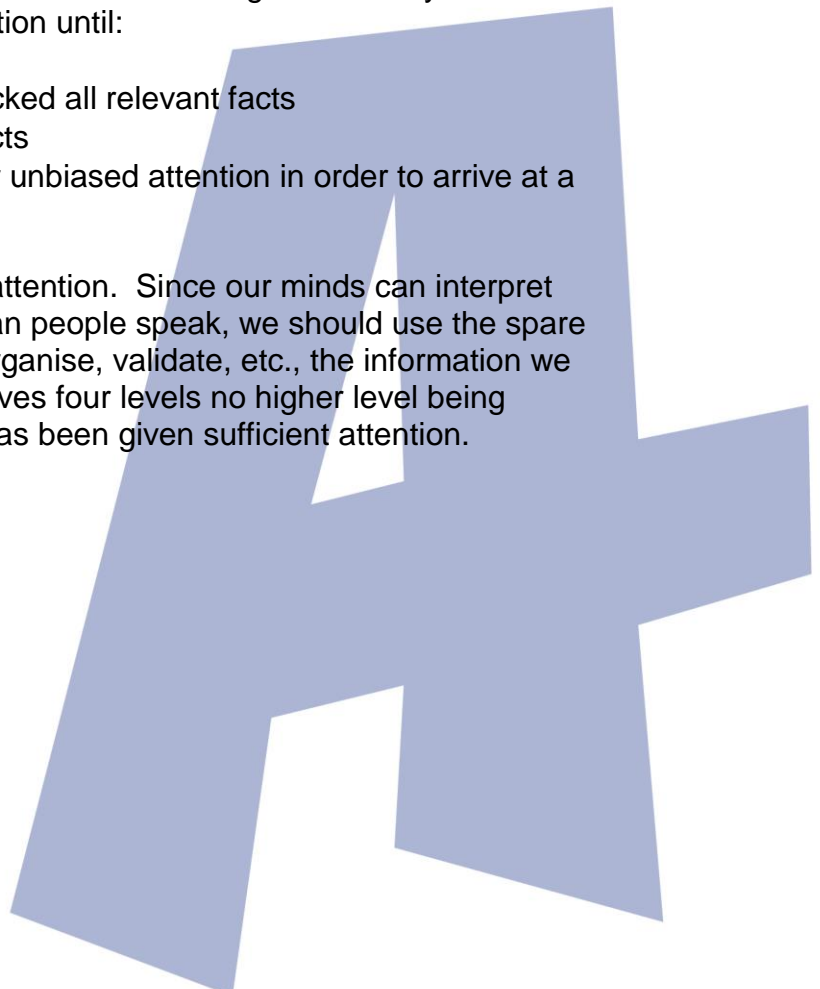 tion until:
cked all relevant facts
cts
unbiased attention in order to arrive at a
attention. Since our minds can interpret
an people speak, we should use the spare
rganise, validate, etc., the information we
ves four levels no higher level being
as been given sufficient attention.
A+